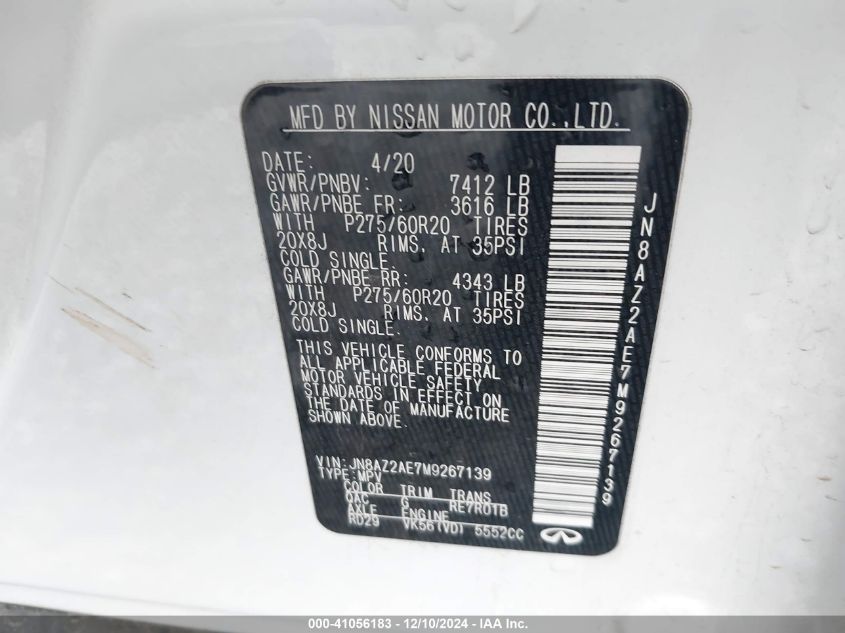 MFD BY NISSAN MOTOR CO.,LTD.
DATE: 4/20
GVWR/PNBV: 7412 LB
GAWR/PNBE FR: 3616 LB
WITH P275/60R20 TIRES
20X8J RIMS, AT 35PSI
COLD SINGLE.
GAWR/PNBE RR: 4343 LB
WITH P275/60R20 TIRES
20X8J RIMS, AT 35PSI
COLD SINGLE.
THIS VEHICLE CONFORMS TO
ALL APPLICABLE FEDERAL
MOTOR VEHICLE SAFETY
STANDARDS IN EFFECT ON
THE DATE OF MANUFACTURE
SHOWN ABOVE.
VIN:JN8AZ2AE7M9267139
TYPE:MPV
COLOR TRIM TRANS
QAC G RE7R01B
AXLE ENGINE
RD29 VK56(VD) 5552CC
JN8AZ2AE7M9267139
000-41056183 - 12/10/2024 - IAA Inc.